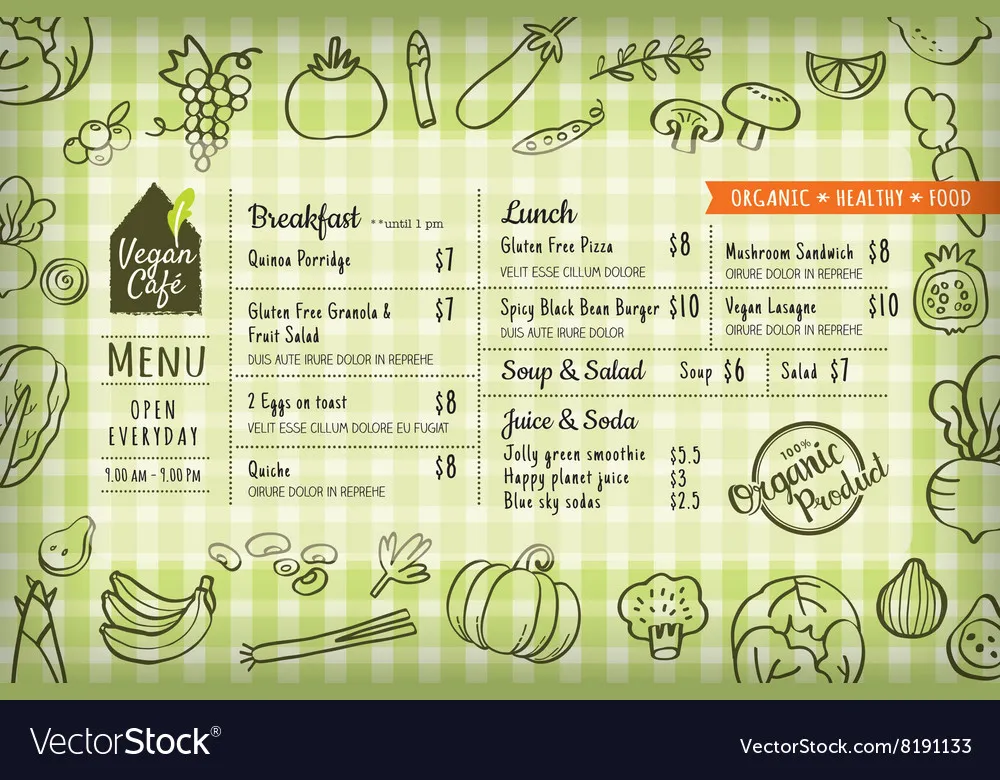 ORGANIC * HEALTHY * FOOD
Vegan
Café
MENU
OPEN
EVERYDAY
9.00 AM - 9.00 PM
Breakfast **until 1 pm
Quinoa Porridge $7
Gluten Free Granola & $7
Fruit Salad
DUIS AUTE IRURE DOLOR IN REPREHE
2 Eggs on toast $8
VELIT ESSE CILLUM DOLORE EU FUGIAT
Quiche $8
OIRURE DOLOR IN REPREHE
Lunch
Gluten Free Pizza $8
VELIT ESSE CILLUM DOLORE
Mushroom Sandwich $8
OIRURE DOLOR IN REPREHE
Spicy Black Bean Burger $10
DUIS AUTE IRURE DOLOR
Vegan Lasagne $10
OIRURE DOLOR IN REPREHE
Soup & Salad Soup $6 Salad $7
Juice & Soda
Jolly green smoothie $5.5
Happy planet juice $3
Blue sky sodas $2.5
100%
Organic
Product
VectorStock®
VectorStock.com/8191133